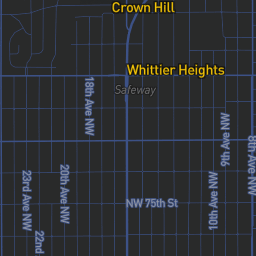 Crown Hill
Whittier Heights
Safeway
18th Ave NW
9th Ave NW
8th Ave NW
23rd Ave NW
20th Ave NW
10th Ave NW
NW 75th St
22nd